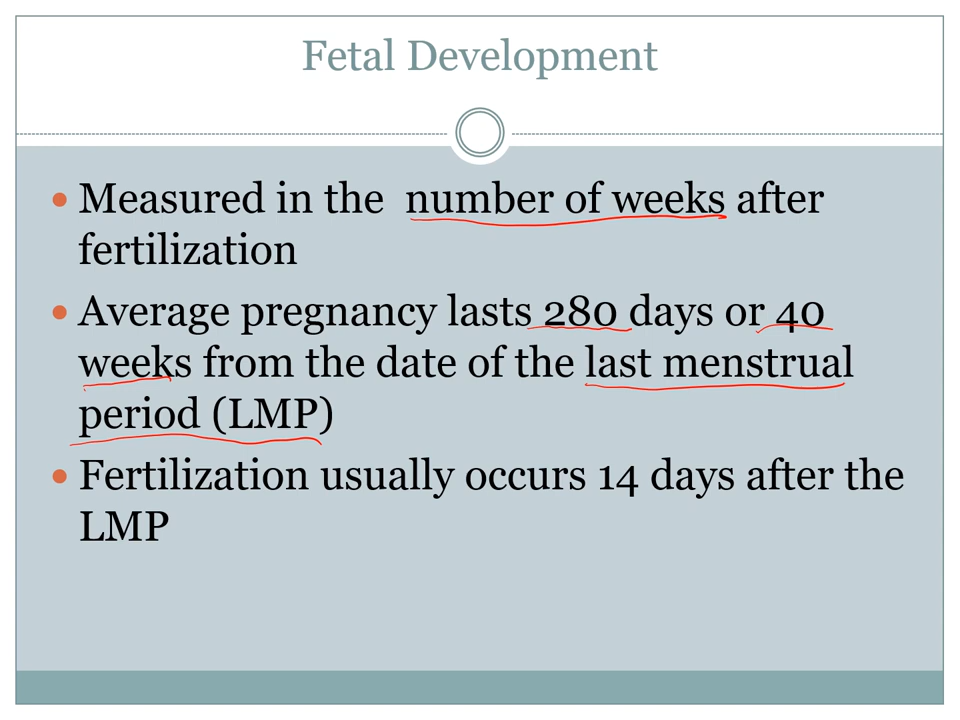 Fetal Development
• Measured in the number of weeks after
fertilization
• Average pregnancy lasts 280 days or 40
weeks from the date of the last menstrual
period (LMP)
• Fertilization usually occurs 14 days after the
LMP